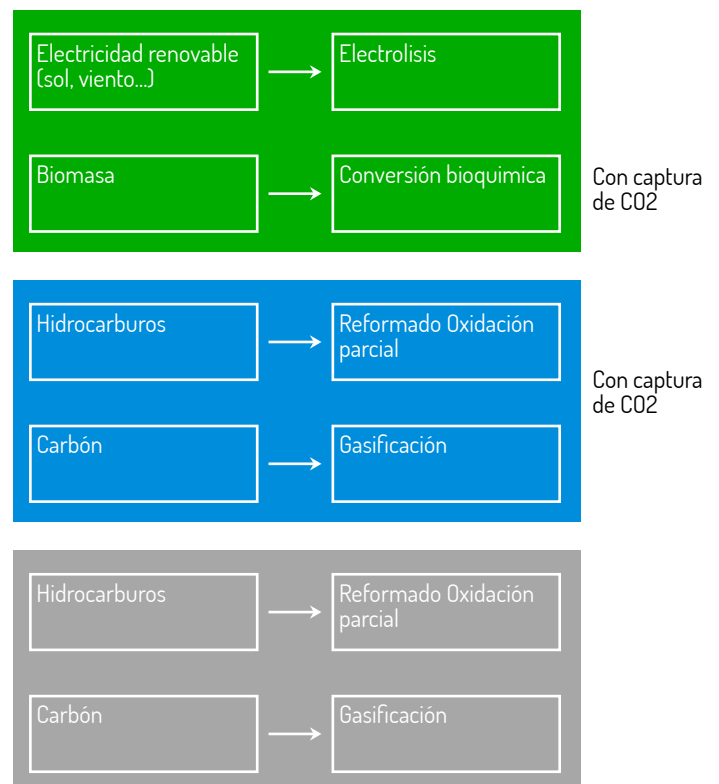 Electricidad renovable
(sol, viento...)
Electrolisis
Biomasa
Conversión bioquimica
Con captura
de CO2
Hidrocarburos
Reformado Oxidación
parcial
Con captura
de CO2
Carbón
Gasificación
Hidrocarburos
Reformado Oxidación
parcial
Carbón
Gasificación